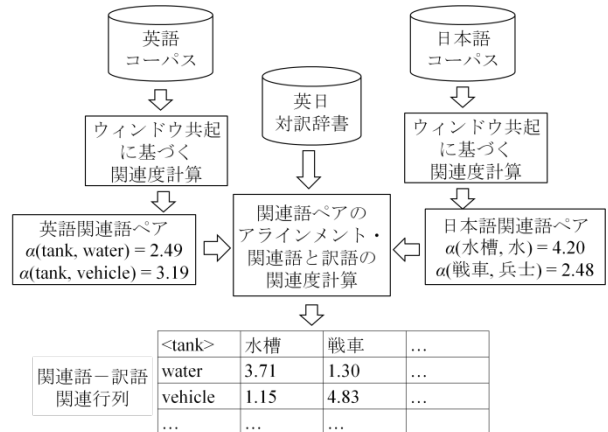 英語
コーパス
日本語
コーパス
英日
対訳辞書
ウィンドウ共起
に基づく
関連度計算
ウィンドウ共起
に基づく
関連度計算
英語関連語ペア
α(tank, water) = 2.49
α(tank, vehicle) = 3.19
関連語ペアの
アラインメント・
関連語と訳語の
関連度計算
日本語関連語ペア
α(水槽, 水) = 4.20
α(戦車, 兵士) = 2.48
関連語－訳語
関連行列
<tank> 水槽 戦車 …
water 3.71 1.30 …
vehicle 1.15 4.83 …
… … …